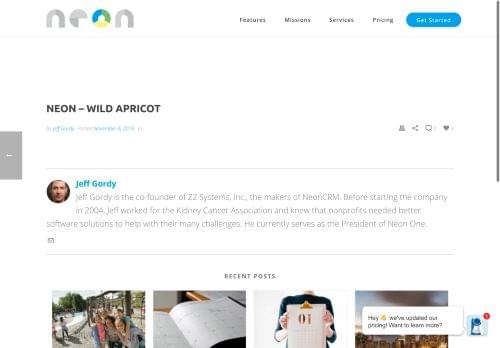 neon
Features Missions Services Pricing Get Started
NEON – WILD APRICOT
By Jeff Gordy Posted November 6, 2016 In
0 0
←
Jeff Gordy
Jeff Gordy is the co-founder of Z2 Systems, Inc., the makers of NeonCRM. Before starting the company
in 2004, Jeff worked for the Kidney Cancer Association and knew that nonprofits needed better
software solutions to help with their many challenges. He currently serves as the President of Neon One.
RECENT POSTS
01
Hey 👋 we've updated our
pricing! Want to learn more?
1